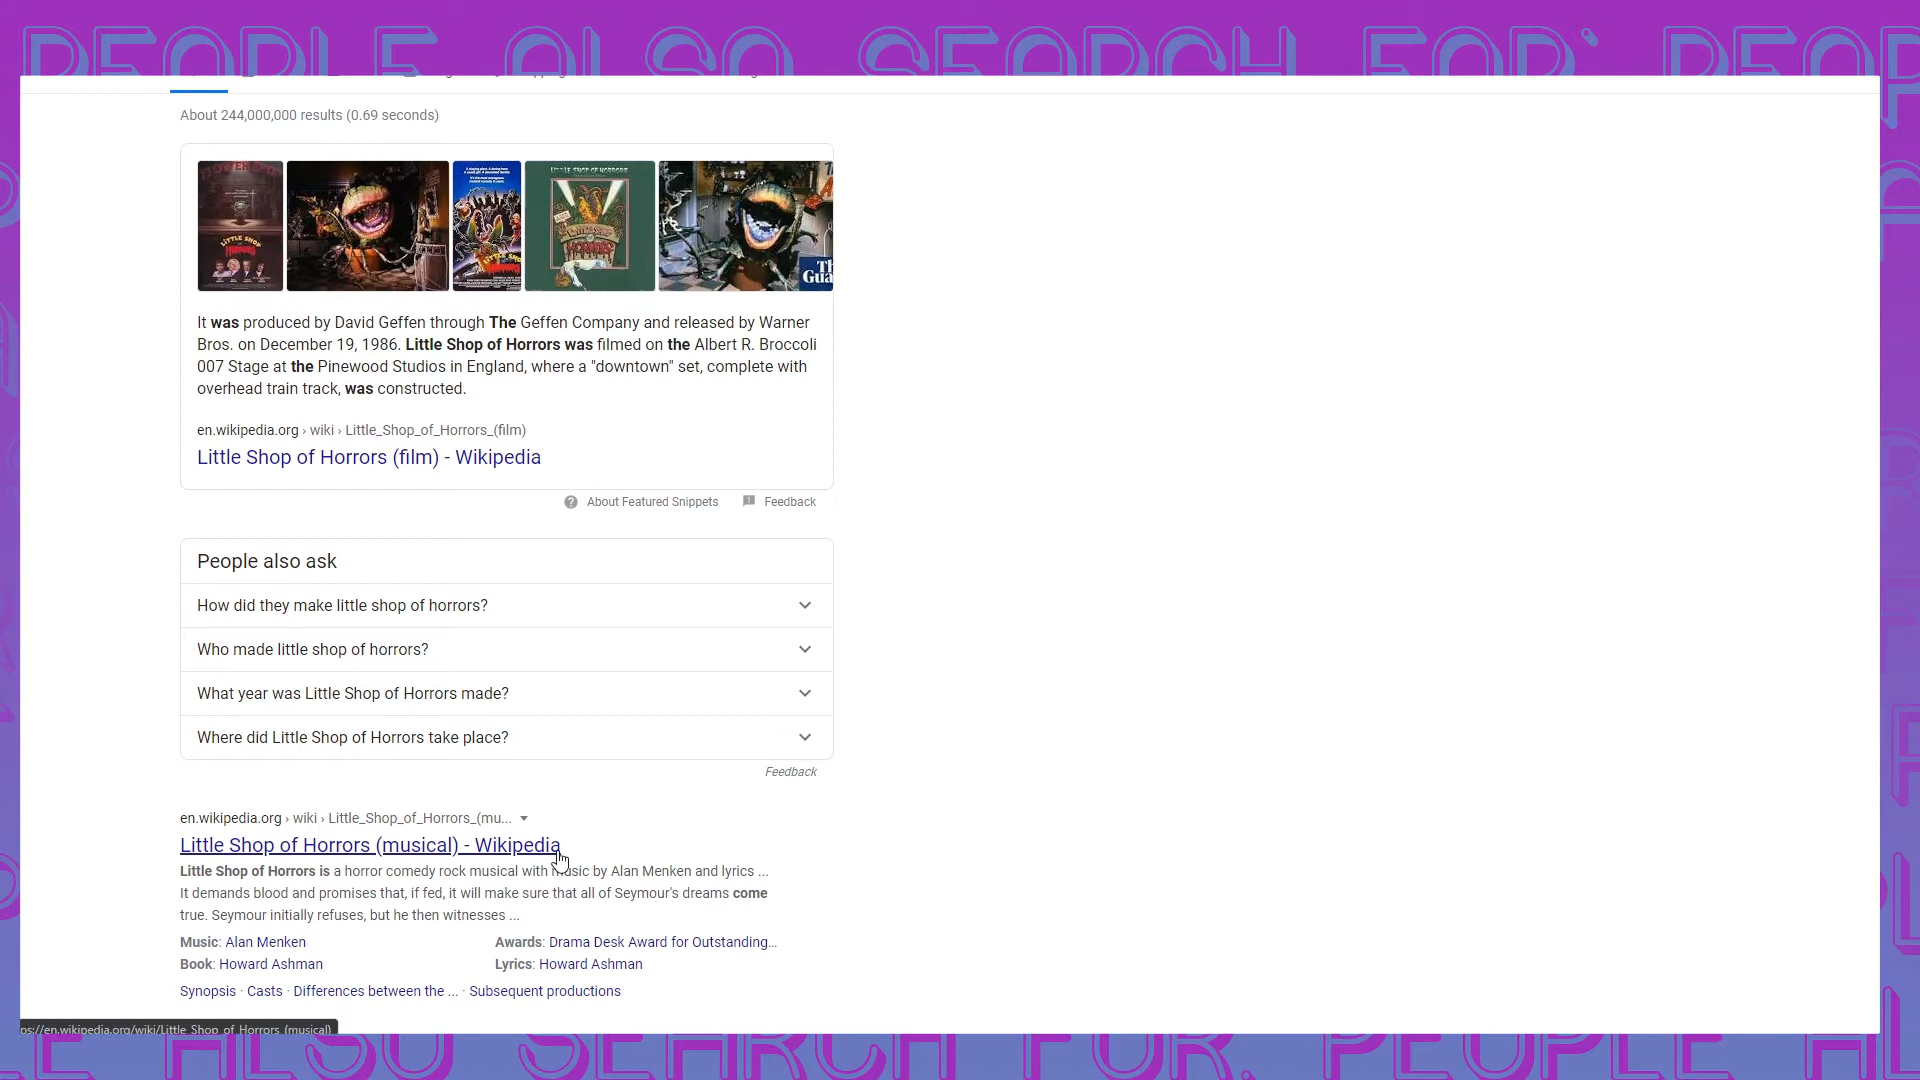 PEOPLE ALSO SEARCH FOR: PEOP
About 244,000,000 results (0.69 seconds)
LITTLE SHOP OF HORRORS
It was produced by David Geffen through The Geffen Company and released by Warner
Bros. on December 19, 1986. Little Shop of Horrors was filmed on the Albert R. Broccoli
007 Stage at the Pinewood Studios in England, where a "downtown" set, complete with
overhead train track, was constructed.
en.wikipedia.org › wiki › Little_Shop_of_Horrors_(film)
Little Shop of Horrors (film) - Wikipedia
About Featured Snippets Feedback
People also ask
How did they make little shop of horrors?
Who made little shop of horrors?
What year was Little Shop of Horrors made?
Where did Little Shop of Horrors take place?
Feedback
en.wikipedia.org › wiki › Little_Shop_of_Horrors_(mu...
Little Shop of Horrors (musical) - Wikipedia
Little Shop of Horrors is a horror comedy rock musical with music by Alan Menken and lyrics ...
It demands blood and promises that, if fed, it will make sure that all of Seymour's dreams come
true. Seymour initially refuses, but he then witnesses ...
Music: Alan Menken Awards: Drama Desk Award for Outstanding...
Book: Howard Ashman Lyrics: Howard Ashman
Synopsis · Casts · Differences between the ... · Subsequent productions
ps://en.wikipedia.org/wiki/Little_Shop_of_Horrors_(musical)
LE ALSO SEARCH FOR: PEOPLE AL